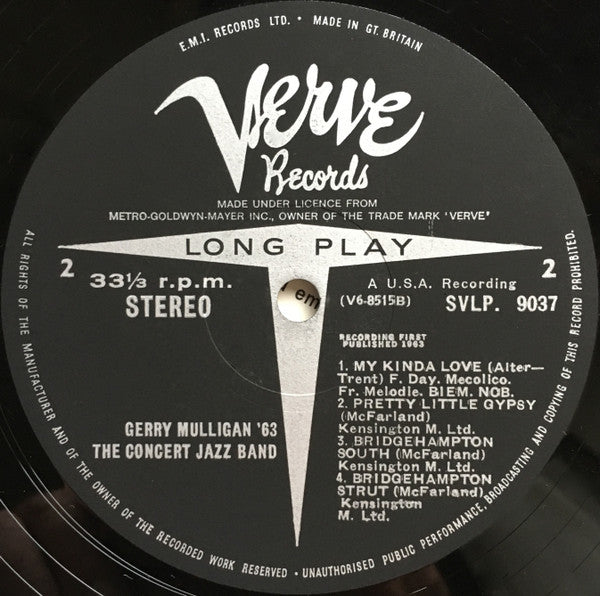 E.M.I. RECORDS LTD. • MADE IN GT. BRITAIN
Verve
Records
MADE UNDER LICENCE FROM
METRO-GOLDWYN-MAYER INC., OWNER OF THE TRADE MARK 'VERVE'
LONG PLAY
2
33⅓ r.p.m.
STEREO
A U.S.A. Recording
2
(V6-8515B)
SVLP. 9037
RECORDING FIRST
PUBLISHED 1963
1. MY KINDA LOVE (Alter—
Trent) F. Day. Mecolico.
Fr. Melodie. BIEM. NOB.
2. PRETTY LITTLE GYPSY
(McFarland)
Kensington M. Ltd.
3. BRIDGEHAMPTON
SOUTH (McFarland)
Kensington M. Ltd.
4. BRIDGEHAMPTON
STRUT (McFarland)
Kensington
M. Ltd.
GERRY MULLIGAN '63
THE CONCERT JAZZ BAND
em
ALL RIGHTS OF THE MANUFACTURER AND OF THE OWNER OF THE RECORDED WORK RESERVED • UNAUTHORISED PUBLIC PERFORMANCE, BROADCASTING AND COPYING OF THIS RECORD PROHIBITED.